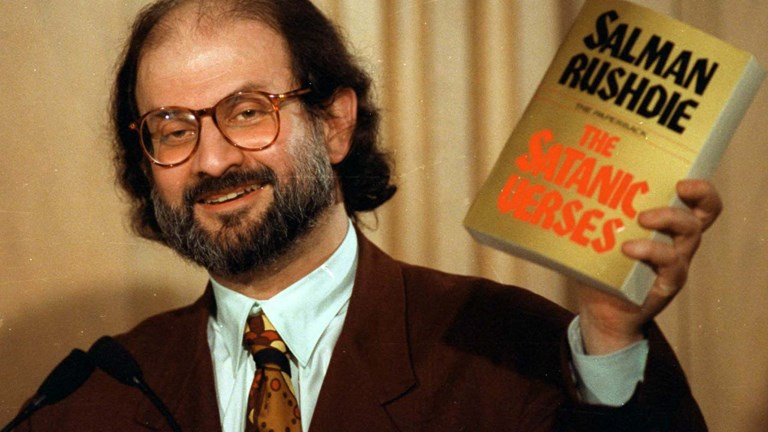 SALMAN
RUSHDIE
THE PAPERBACK
THE
SATANIC
VERSES